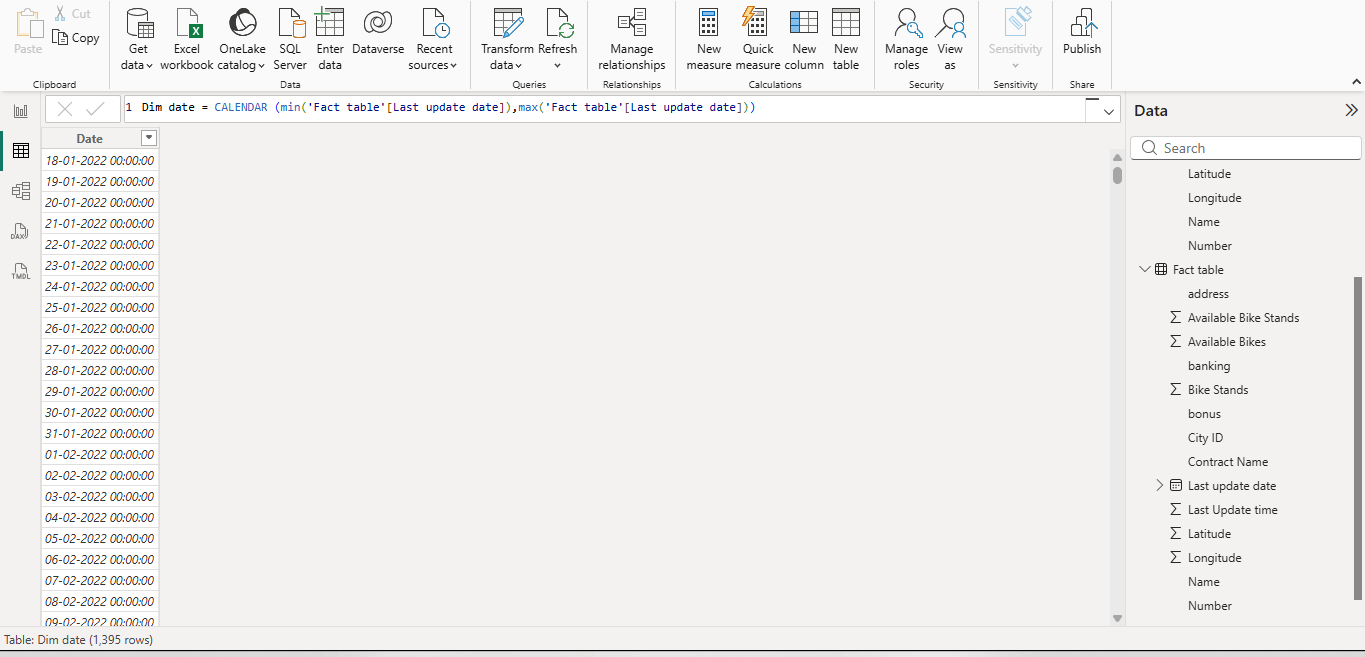 Paste
Cut
Copy
Clipboard
Get data
Excel workbook
OneLake catalog
SQL Server
Enter data
Dataverse
Recent sources
Data
Transform data
Refresh
Queries
Manage relationships
Relationships
New measure
Quick measure
New column
New table
Calculations
Manage roles
View as
Security
Sensitivity
Sensitivity
Publish
Share
1 Dim date = CALENDAR (min('Fact table'[Last update date]),max('Fact table'[Last update date]))
Date
18-01-2022 00:00:00
19-01-2022 00:00:00
20-01-2022 00:00:00
21-01-2022 00:00:00
22-01-2022 00:00:00
23-01-2022 00:00:00
24-01-2022 00:00:00
25-01-2022 00:00:00
26-01-2022 00:00:00
27-01-2022 00:00:00
28-01-2022 00:00:00
29-01-2022 00:00:00
30-01-2022 00:00:00
31-01-2022 00:00:00
01-02-2022 00:00:00
02-02-2022 00:00:00
03-02-2022 00:00:00
04-02-2022 00:00:00
05-02-2022 00:00:00
06-02-2022 00:00:00
07-02-2022 00:00:00
08-02-2022 00:00:00
09-02-2022 00:00:00
DAX
TMDL
Data
Search
Latitude
Longitude
Name
Number
Fact table
address
Available Bike Stands
Available Bikes
banking
Bike Stands
bonus
City ID
Contract Name
Last update date
Last Update time
Latitude
Longitude
Name
Number
Table: Dim date (1,395 rows)